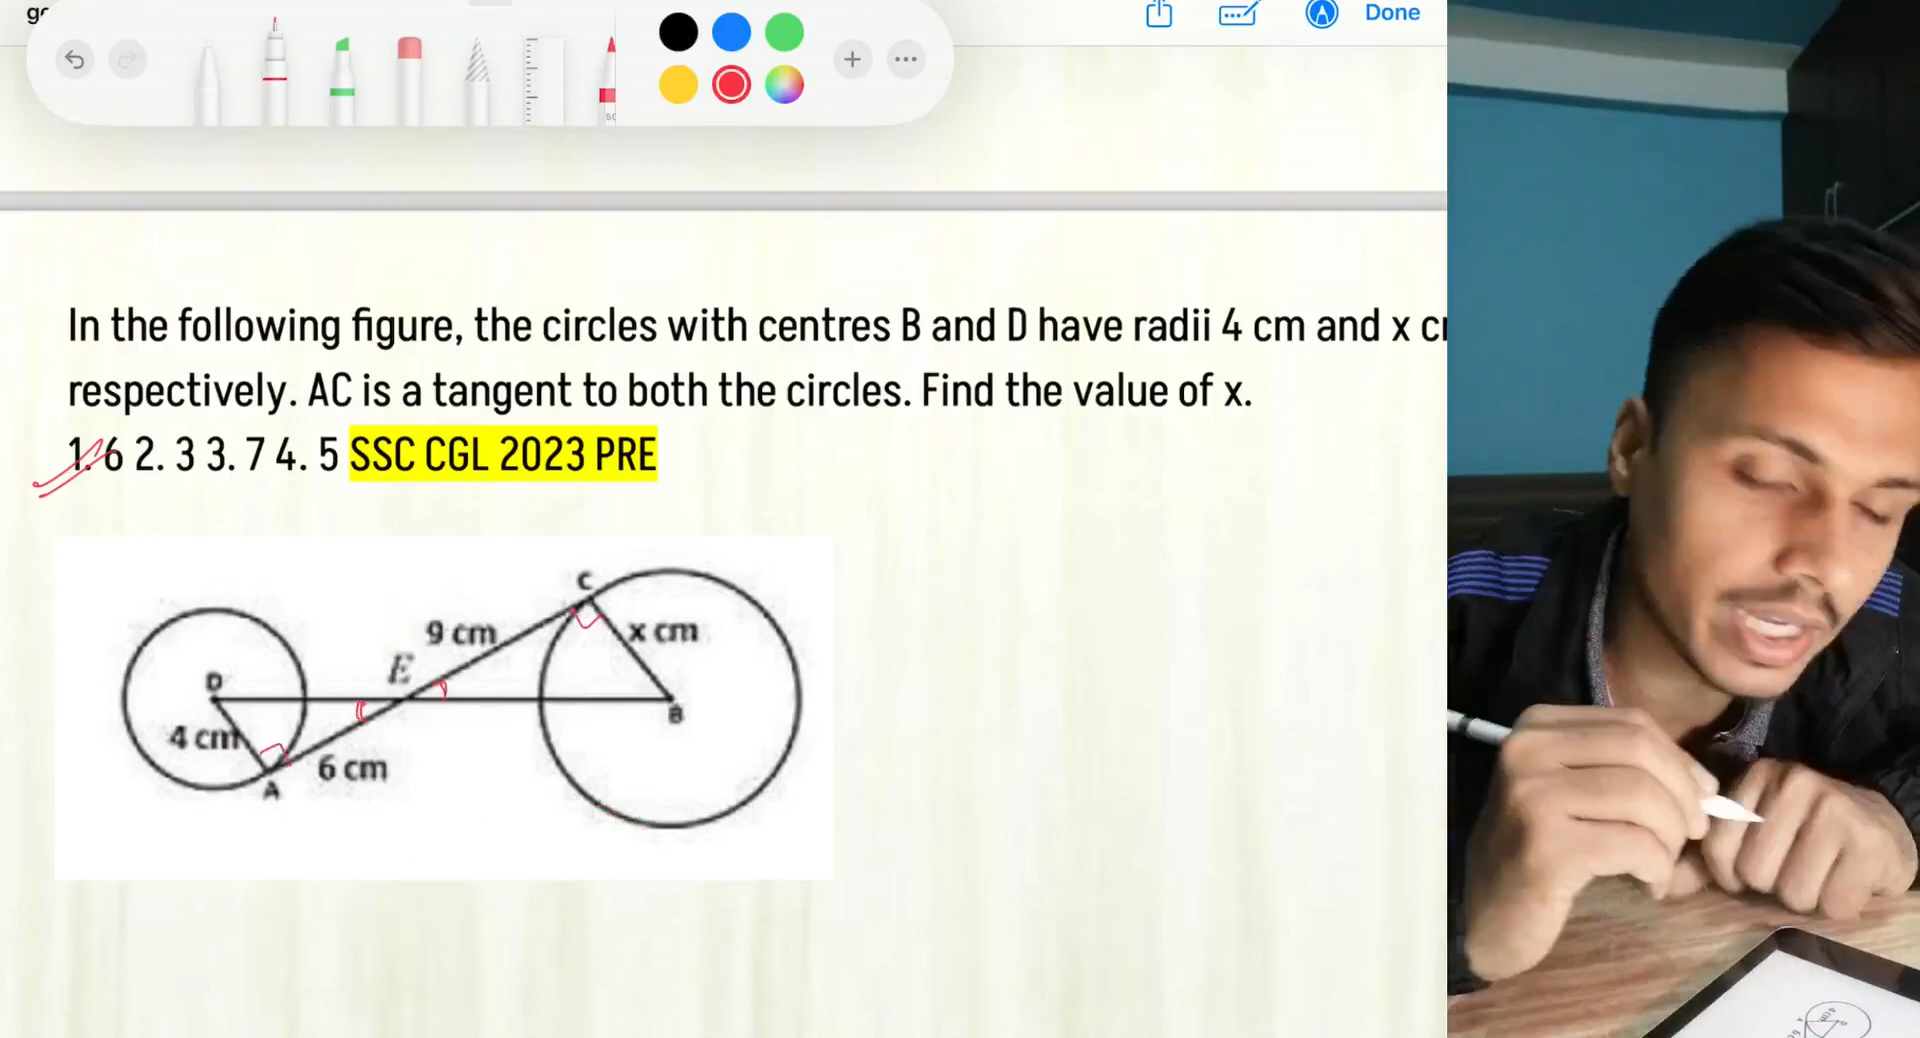 Done
In the following figure, the circles with centres B and D have radii 4 cm and x
respectively. AC is a tangent to both the circles. Find the value of x.
1. 6 2. 3 3. 7 4. 5 SSC CGL 2023 PRE
C
9 cm
x cm
E
D
B
4 cm
6 cm
A